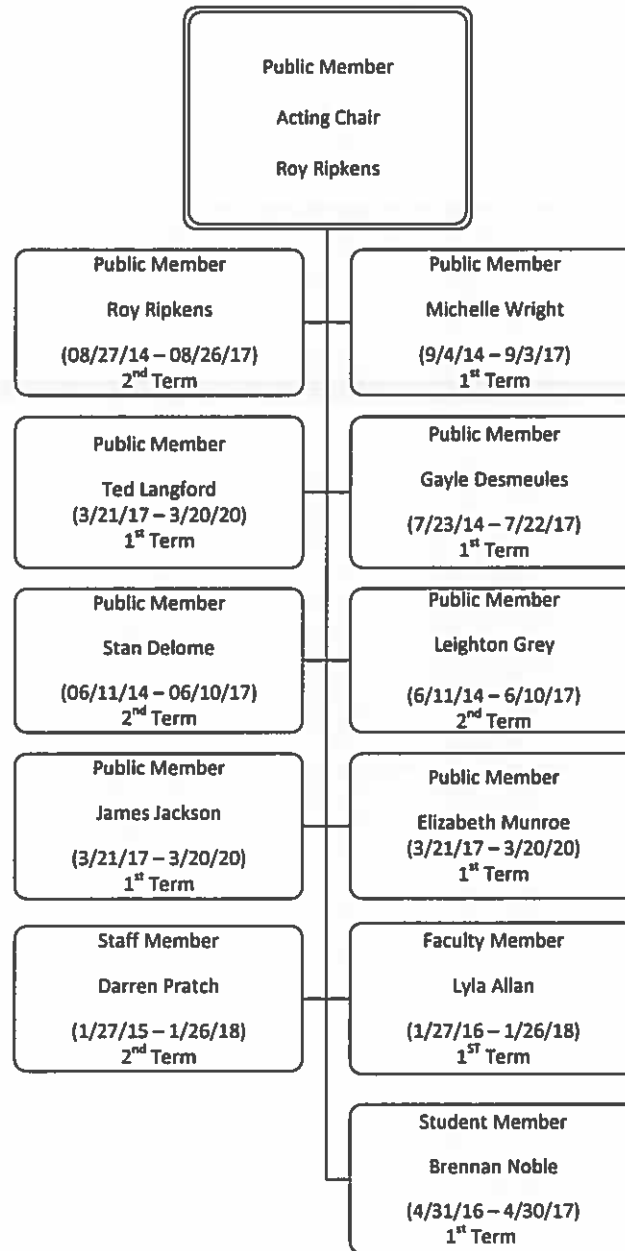 Public Member
Acting Chair
Roy Ripkens
Public Member
Roy Ripkens
(08/27/14 – 08/26/17)
2nd Term
Public Member
Michelle Wright
(9/4/14 – 9/3/17)
1st Term
Public Member
Ted Langford
(3/21/17 – 3/20/20)
1st Term
Public Member
Gayle Desmeules
(7/23/14 – 7/22/17)
1st Term
Public Member
Stan Delome
(06/11/14 – 06/10/17)
2nd Term
Public Member
Leighton Grey
(6/11/14 – 6/10/17)
2nd Term
Public Member
James Jackson
(3/21/17 – 3/20/20)
1st Term
Public Member
Elizabeth Munroe
(3/21/17 – 3/20/20)
1st Term
Staff Member
Darren Pratch
(1/27/15 – 1/26/18)
2nd Term
Faculty Member
Lyla Allan
(1/27/16 – 1/26/18)
1ST Term
Student Member
Brennan Noble
(4/31/16 – 4/30/17)
1st Term